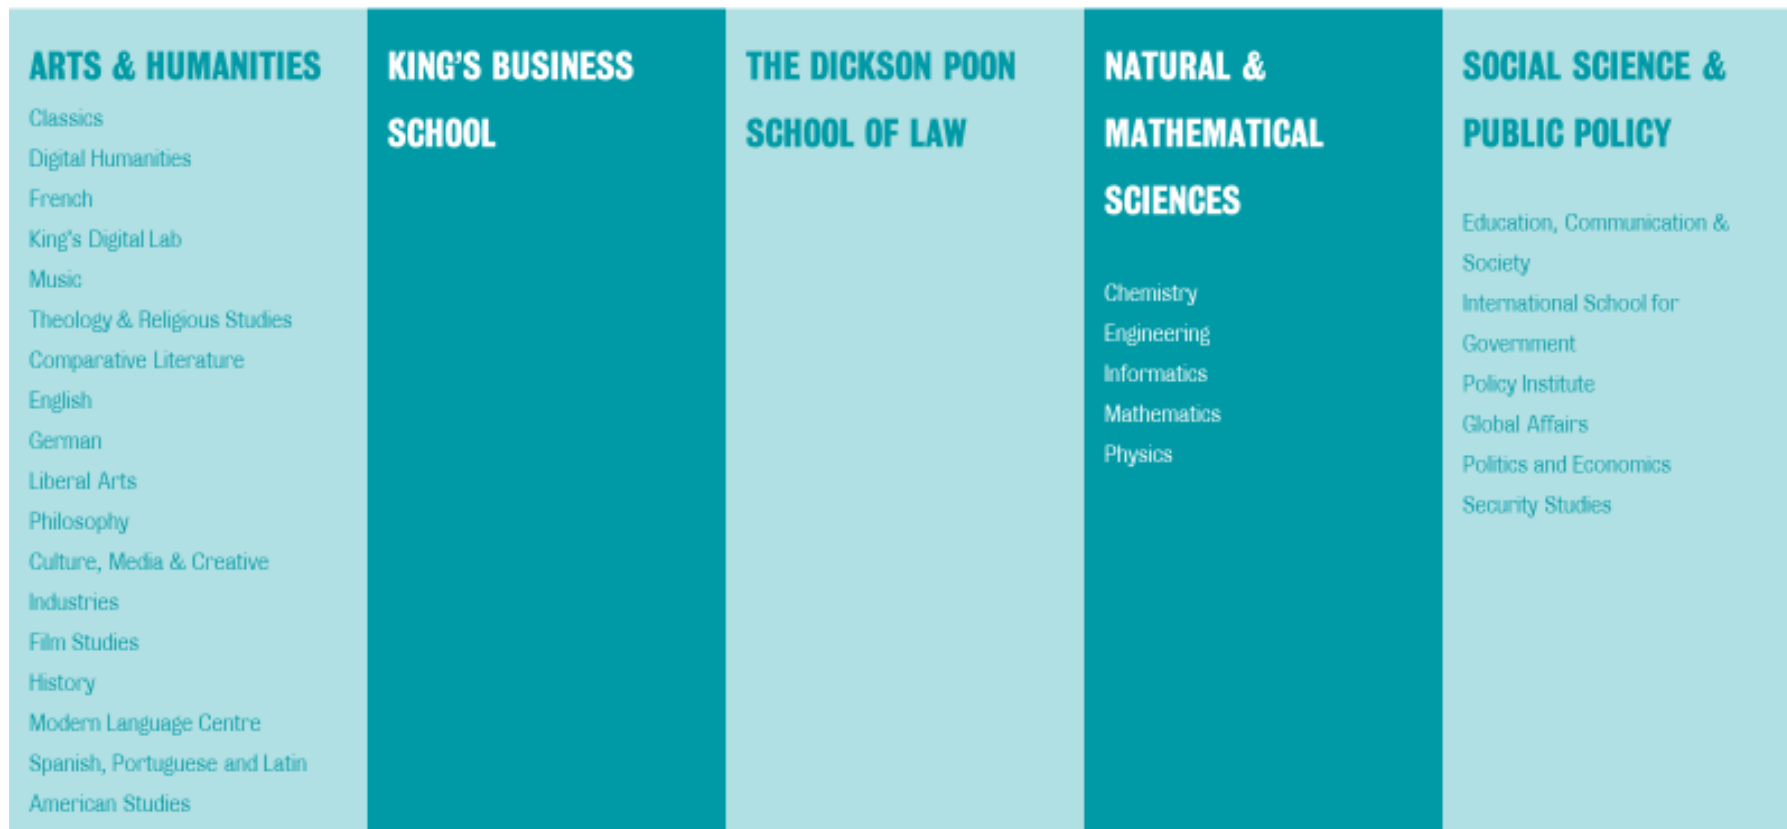 ARTS & HUMANITIES
Classics
Digital Humanities
French
King's Digital Lab
Music
Theology & Religious Studies
Comparative Literature
English
German
Liberal Arts
Philosophy
Culture, Media & Creative
Industries
Film Studies
History
Modern Language Centre
Spanish, Portuguese and Latin
American Studies
KING'S BUSINESS
SCHOOL
THE DICKSON POON
SCHOOL OF LAW
NATURAL &
MATHEMATICAL
SCIENCES
Chemistry
Engineering
Informatics
Mathematics
Physics
SOCIAL SCIENCE &
PUBLIC POLICY
Education, Communication &
Society
International School for
Government
Policy Institute
Global Affairs
Politics and Economics
Security Studies